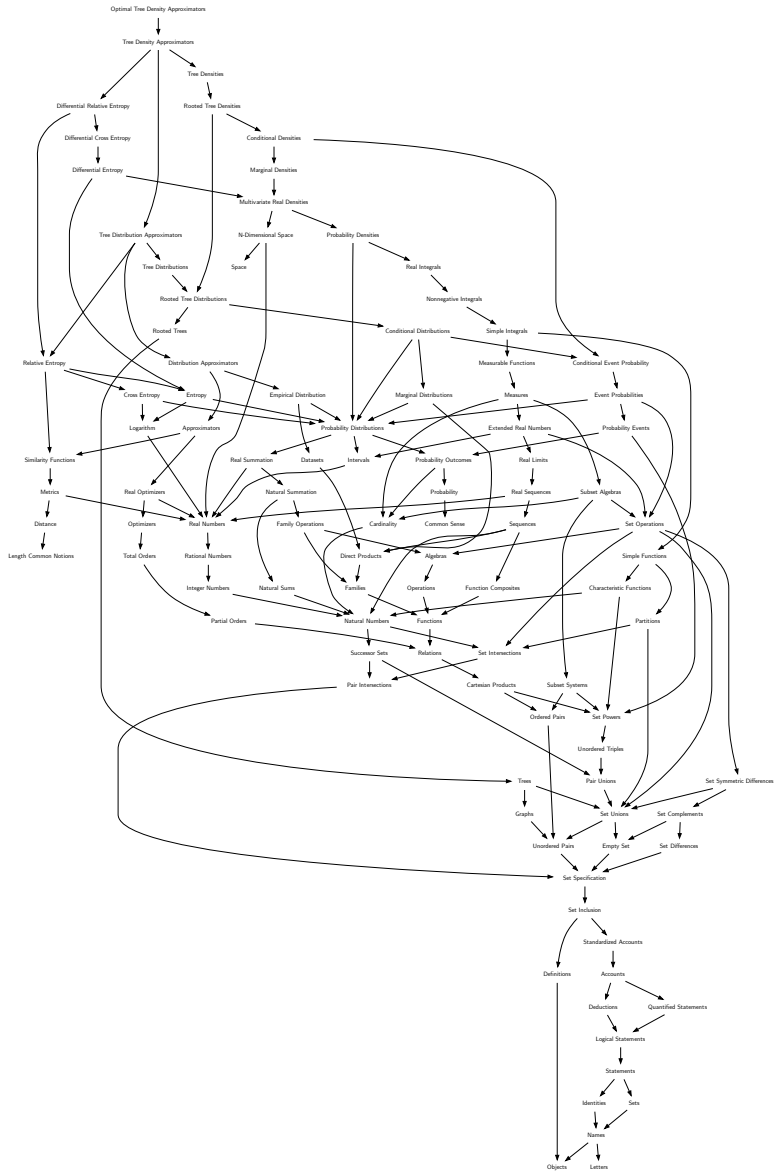 Optimal Tree Density Approximators
Tree Density Approximators
Tree Densities
Differential Relative Entropy
Rooted Tree Densities
Differential Cross Entropy
Conditional Densities
Differential Entropy
Marginal Densities
Multivariate Real Densities
Tree Distribution Approximators
N-Dimensional Space
Probability Densities
Tree Distributions
Space
Real Integrals
Rooted Tree Distributions
Nonnegative Integrals
Rooted Trees
Conditional Distributions
Simple Integrals
Relative Entropy
Distribution Approximators
Measurable Functions
Conditional Event Probability
Cross Entropy
Entropy
Empirical Distribution
Marginal Distributions
Measures
Event Probabilities
Logarithm
Approximators
Probability Distributions
Extended Real Numbers
Probability Events
Similarity Functions
Real Summation
Datasets
Intervals
Probability Outcomes
Real Limits
Metrics
Real Optimizers
Natural Summation
Probability
Real Sequences
Subset Algebras
Distance
Optimizers
Real Numbers
Family Operations
Cardinality
Common Sense
Sequences
Set Operations
Length Common Notions
Total Orders
Rational Numbers
Direct Products
Algebras
Simple Functions
Integer Numbers
Natural Sums
Families
Operations
Function Composites
Characteristic Functions
Partial Orders
Natural Numbers
Functions
Partitions
Successor Sets
Relations
Set Intersections
Pair Intersections
Cartesian Products
Subset Systems
Ordered Pairs
Set Powers
Unordered Triples
Trees
Pair Unions
Set Symmetric Differences
Graphs
Set Unions
Set Complements
Unordered Pairs
Empty Set
Set Differences
Set Specification
Set Inclusion
Standardized Accounts
Definitions
Accounts
Deductions
Quantified Statements
Logical Statements
Statements
Identities
Sets
Names
Objects
Letters